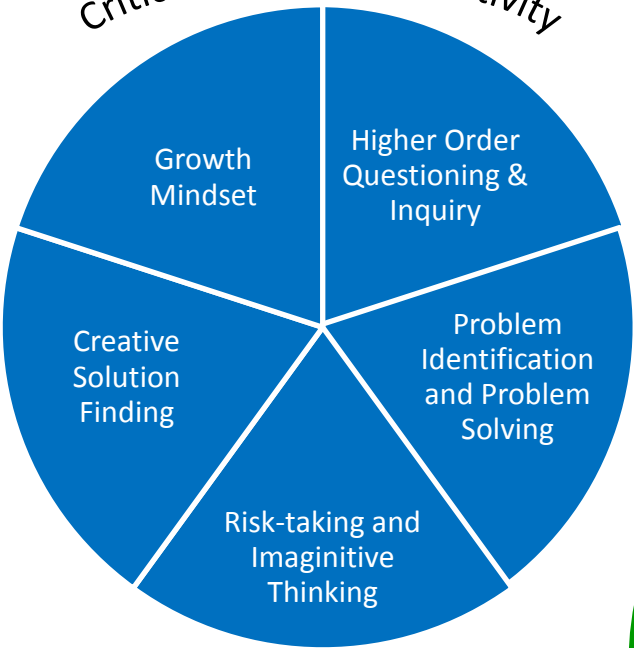 Higher Order
Questioning &
Inquiry
Problem
Identification
and Problem
Solving
Risk-taking and
Imaginitive
Thinking
Creative
Solution
Finding
Growth
Mindset